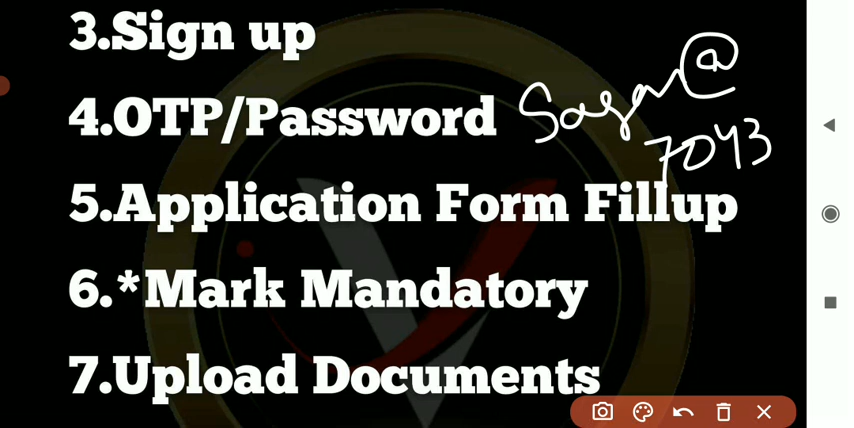 3.Sign up
4.OTP/Password Sagar@
7043
5.Application Form Fillup
6.*Mark Mandatory
7.Upload Documents